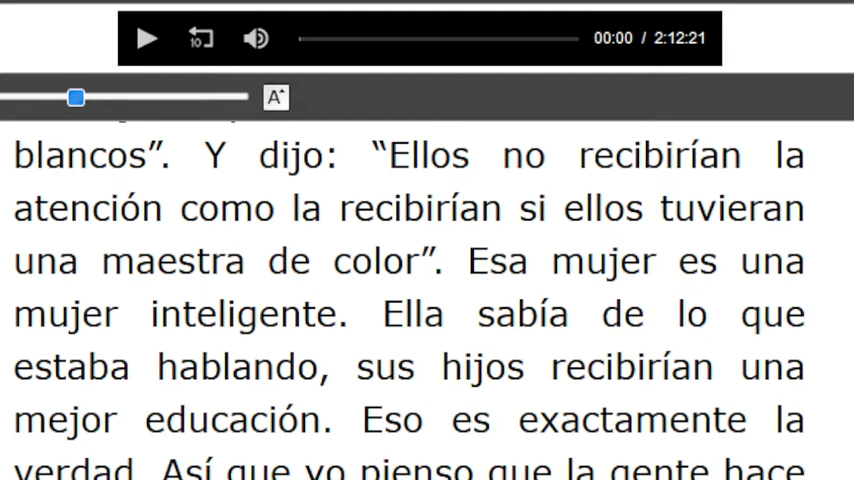 10
00:00 / 2:12:21
A
blancos”. Y dijo: “Ellos no recibirían la
atención como la recibirían si ellos tuvieran
una maestra de color”. Esa mujer es una
mujer inteligente. Ella sabía de lo que
estaba hablando, sus hijos recibirían una
mejor educación. Eso es exactamente la
verdad. Así que yo pienso que la gente hace